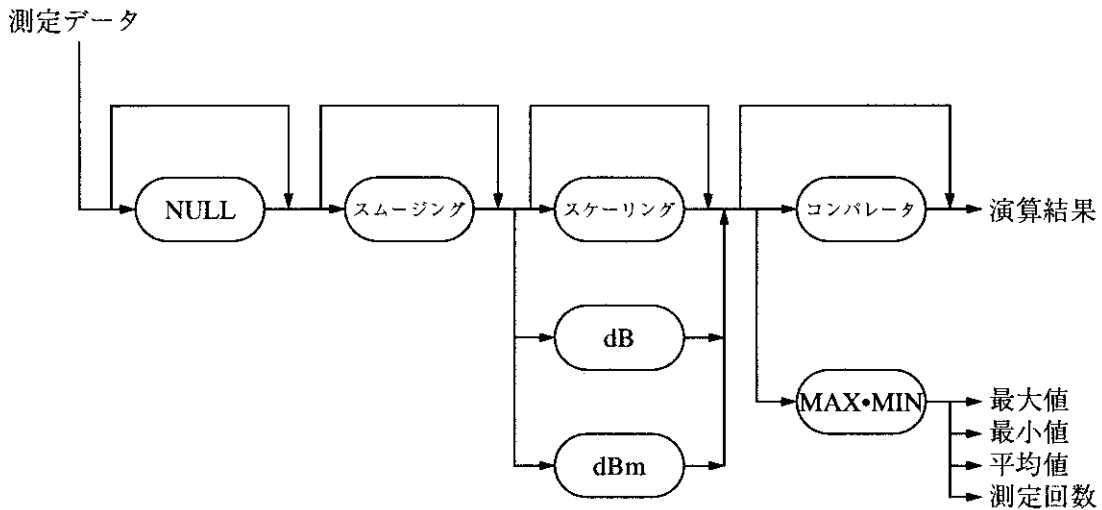 測定データ
NULL
スムージング
スケーリング
コンパレータ
演算結果
dB
MAX•MIN
最大値
最小値
平均値
測定回数
dBm